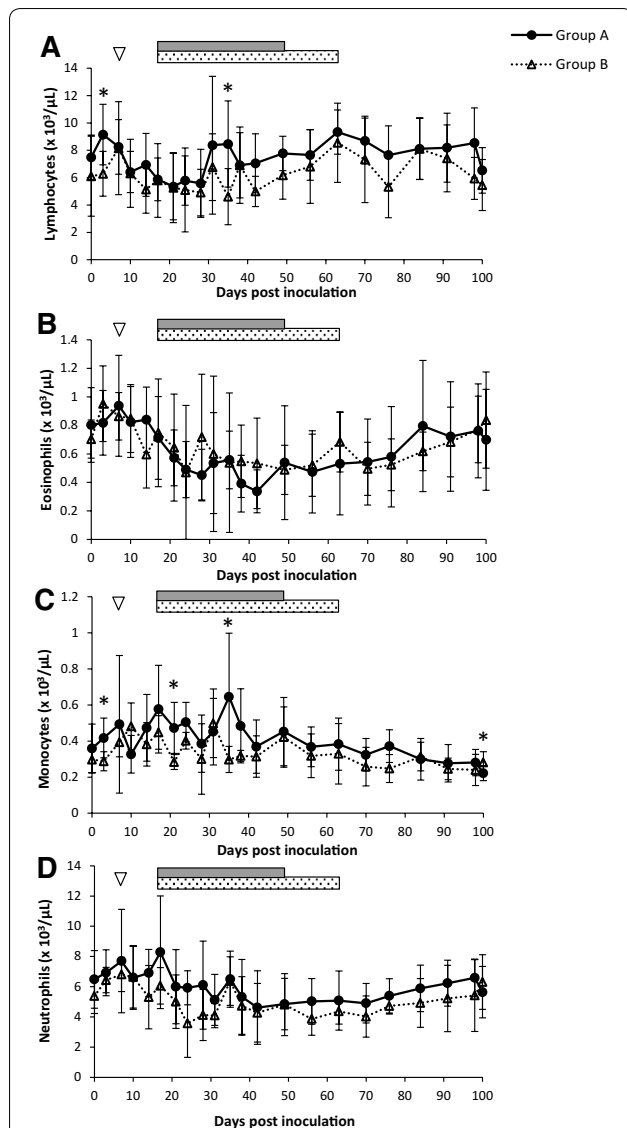 Group A
Group B
A
* *
14
12
10
8
6
4
2
0
Lymphocytes (x 10³/µL)
0 10 20 30 40 50 60 70 80 90 100
Days post inoculation
B
1.4
1.2
1
0.8
0.6
0.4
0.2
0
Eosinophils (x 10³/µL)
0 10 20 30 40 50 60 70 80 90 100
Days post inoculation
C
* * * *
1.2
1
0.8
0.6
0.4
0.2
0
Monocytes (x 10³/µL)
0 10 20 30 40 50 60 70 80 90 100
Days post inoculation
D
14
12
10
8
6
4
2
0
Neutrophils (x 10³/µL)
0 10 20 30 40 50 60 70 80 90 100
Days post inoculation